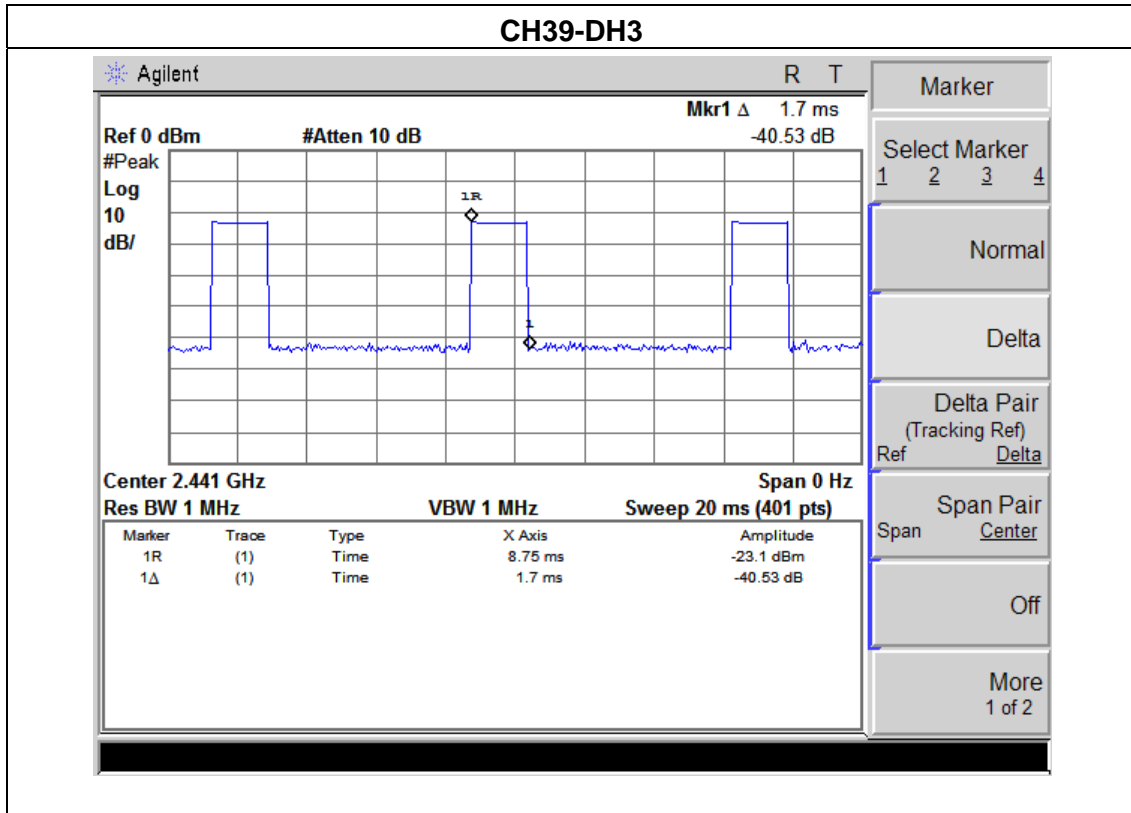 CH39-DH3
Agilent R T
Mkr1 Δ 1.7 ms
Ref 0 dBm #Atten 10 dB -40.53 dB
#Peak
Log
10
dB/
1R
1
Center 2.441 GHz Span 0 Hz
Res BW 1 MHz VBW 1 MHz Sweep 20 ms (401 pts)
Marker Trace Type X Axis Amplitude
1R (1) Time 8.75 ms -23.1 dBm
1Δ (1) Time 1.7 ms -40.53 dB
Marker
Select Marker
1 2 3 4
Normal
Delta
Delta Pair
(Tracking Ref)
Ref Delta
Span Pair
Span Center
Off
More
1 of 2